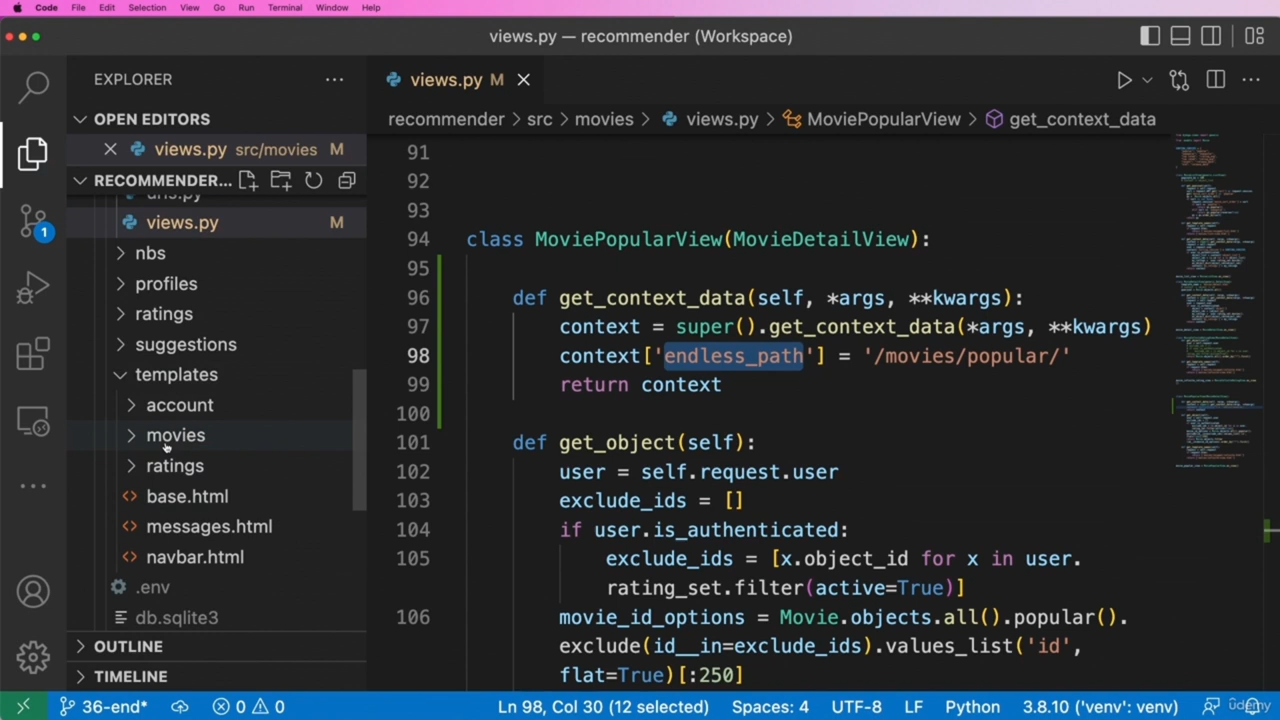 Code File Edit Selection View Go Run Terminal Window Help
views.py — recommender (Workspace)
EXPLORER
OPEN EDITORS
views.py src/movies M
RECOMMENDER...
urls.py
views.py M
nbs
profiles
ratings
suggestions
templates
account
movies
ratings
base.html
messages.html
navbar.html
.env
db.sqlite3
OUTLINE
TIMELINE
views.py M
recommender > src > movies > views.py > MoviePopularView > get_context_data
91
92
93
94 class MoviePopularView(MovieDetailView):
95
96 def get_context_data(self, *args, **kwargs):
97 context = super().get_context_data(*args, **kwargs)
98 context['endless_path'] = '/movies/popular/'
99 return context
100
101 def get_object(self):
102 user = self.request.user
103 exclude_ids = []
104 if user.is_authenticated:
105 exclude_ids = [x.object_id for x in user.
rating_set.filter(active=True)]
106 movie_id_options = Movie.objects.all().popular().
exclude(id__in=exclude_ids).values_list('id',
flat=True)[:250]
1
36-end* 0 0 Ln 98, Col 30 (12 selected) Spaces: 4 UTF-8 LF Python 3.8.10 ('venv': venv)
udemy